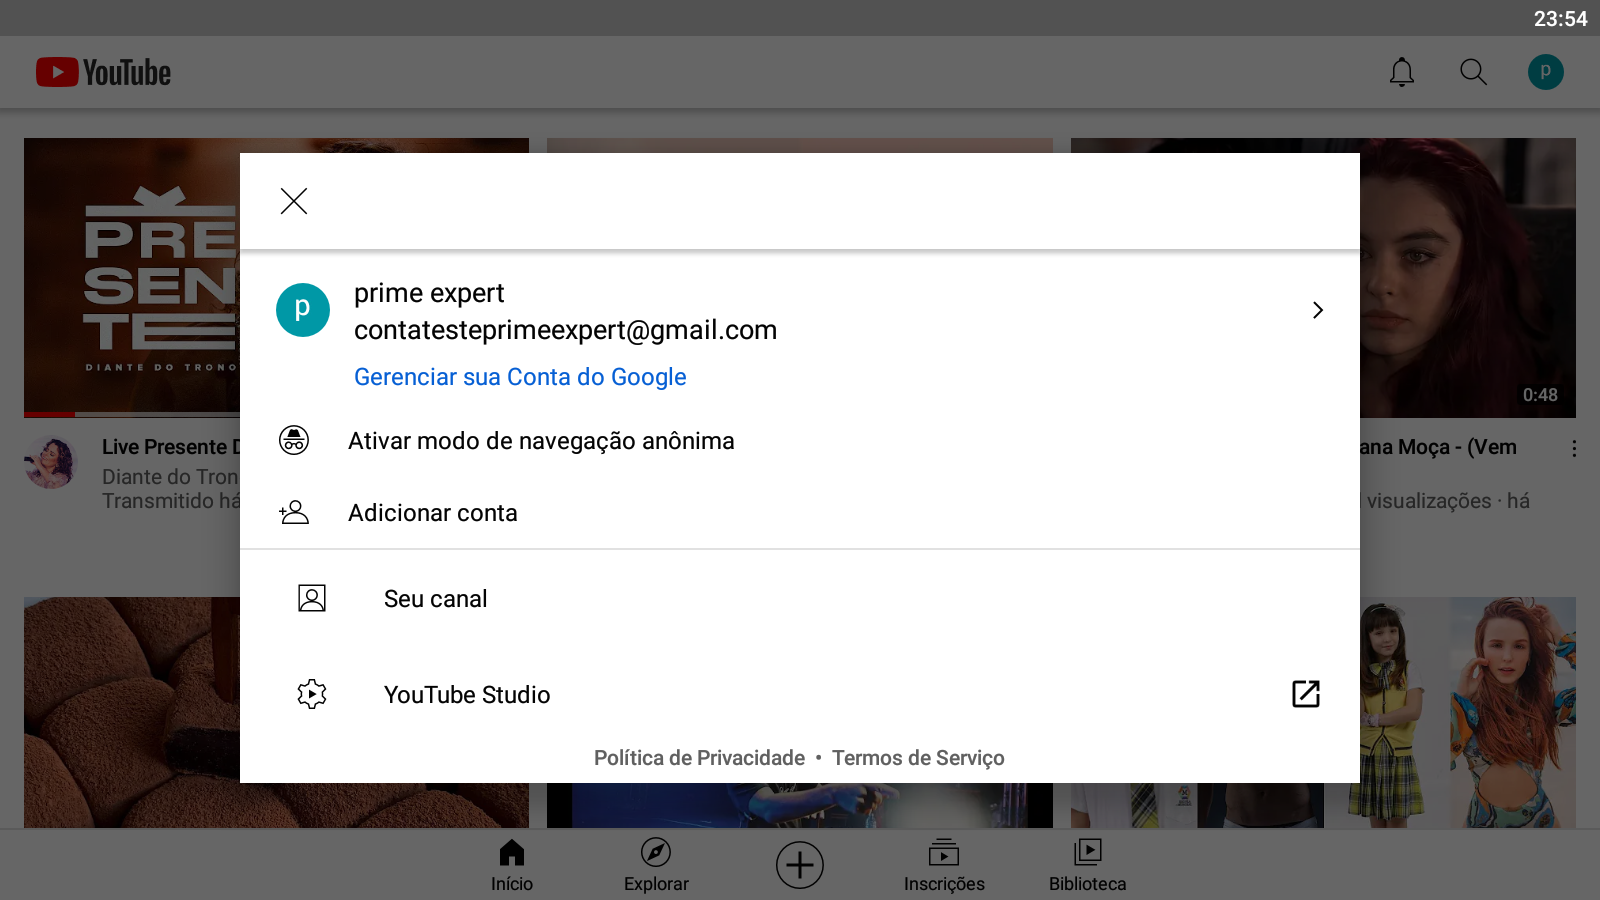 23:54
YouTube
p
PRE
SEN
TE
DIANTE DO TRONO
0:48
Live Presente D
Diante do Tron
Transmitido há
ana Moça - (Vem
visualizações · há
p
prime expert
contatesteprimeexpert@gmail.com
Gerenciar sua Conta do Google
Ativar modo de navegação anônima
Adicionar conta
Seu canal
YouTube Studio
Política de Privacidade • Termos de Serviço
Início
Explorar
Inscrições
Biblioteca